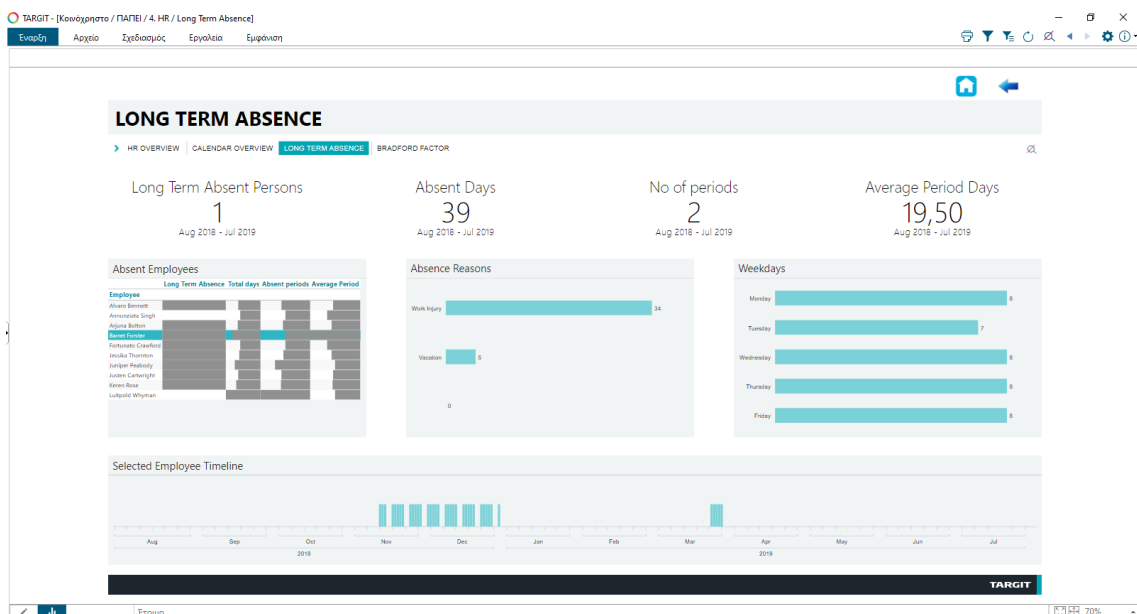 TARGIT - [Κοινόχρηστο / ΠΑΠΕΙ / 4. HR / Long Term Absence]
Έναρξη Αρχείο Σχεδιασμός Εργαλεία Εμφάνιση
LONG TERM ABSENCE
HR OVERVIEW CALENDAR OVERVIEW LONG TERM ABSENCE BRADFORD FACTOR
Long Term Absent Persons
1
Aug 2018 - Jul 2019
Absent Days
39
Aug 2018 - Jul 2019
No of periods
2
Aug 2018 - Jul 2019
Average Period Days
19,50
Aug 2018 - Jul 2019
Absent Employees
Long Term Absence Total days Absent periods Average Period
Employee
Alvaro Bennett
Annunziata Singh
Arjuna Bolton
Barret Forster
Fortunato Crawford
Jessika Thornton
Juniper Peabody
Justen Cartwright
Keren Rose
Luitpold Whyman
Absence Reasons
Work Injury 34
Vacation 5
0
Weekdays
Monday 8
Tuesday 7
Wednesday 8
Thursday 8
Friday 8
Selected Employee Timeline
Aug Sep Oct Nov Dec Jan Feb Mar Apr May Jun Jul
2018 2019
TARGIT
Έτοιμο
70%